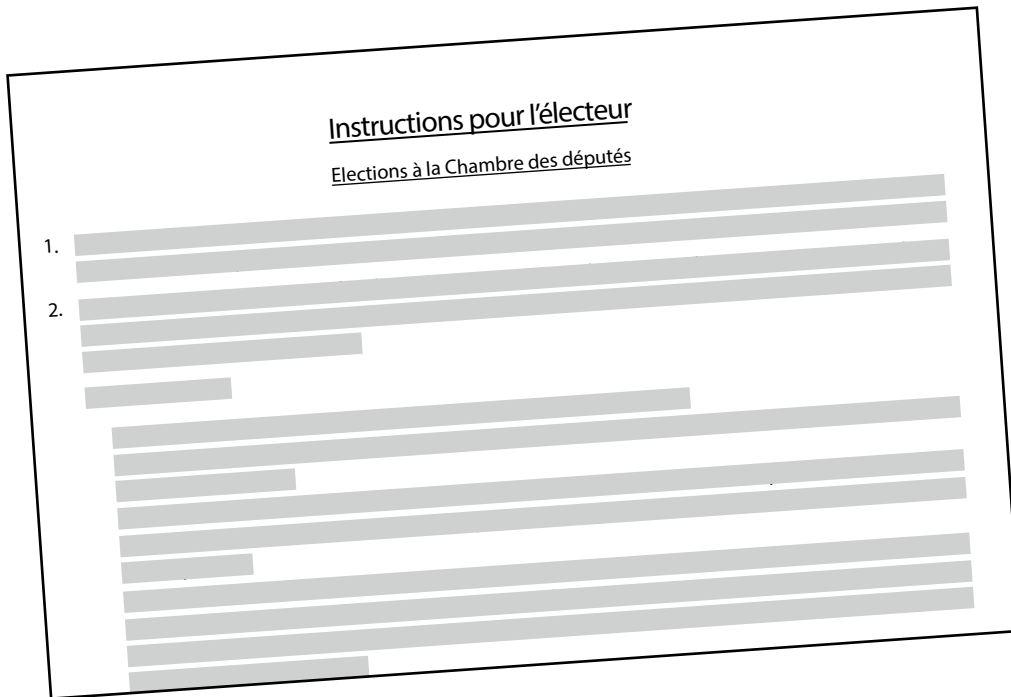 Instructions pour l’électeur
Elections à la Chambre des députés
1.
2.